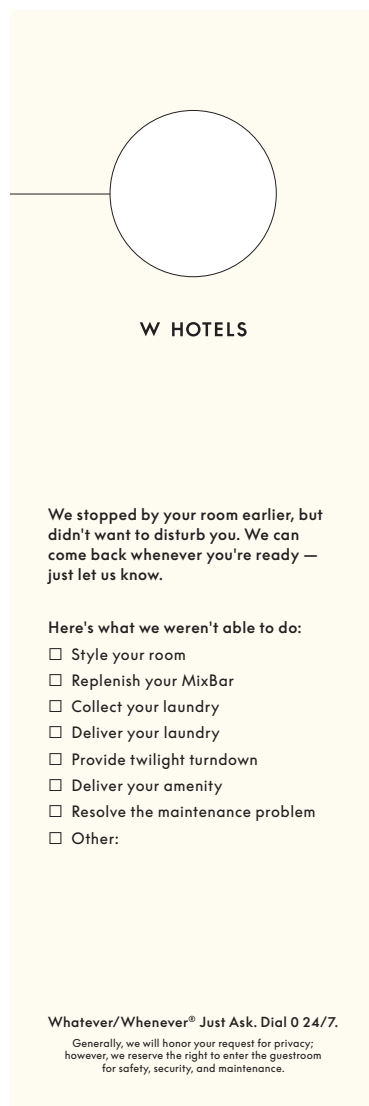 W HOTELS
We stopped by your room earlier, but
didn't want to disturb you. We can
come back whenever you're ready —
just let us know.
Here's what we weren't able to do:
☐ Style your room
☐ Replenish your MixBar
☐ Collect your laundry
☐ Deliver your laundry
☐ Provide twilight turndown
☐ Deliver your amenity
☐ Resolve the maintenance problem
☐ Other:
Whatever/Whenever® Just Ask. Dial 0 24/7.
Generally, we will honor your request for privacy;
however, we reserve the right to enter the guestroom
for safety, security, and maintenance.